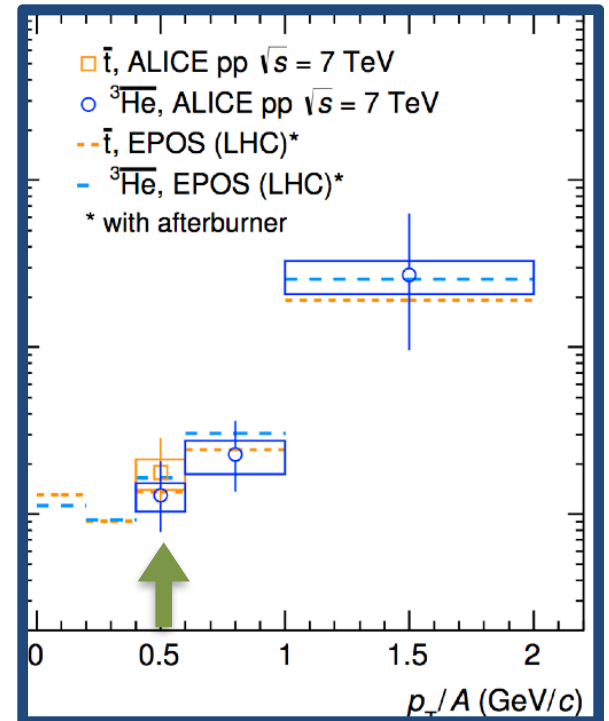 t̄, ALICE pp √s = 7 TeV
³H̅e̅, ALICE pp √s = 7 TeV
t̄, EPOS (LHC)*
³H̅e̅, EPOS (LHC)*
* with afterburner
0 0.5 1 1.5 2
p_T/A (GeV/c)